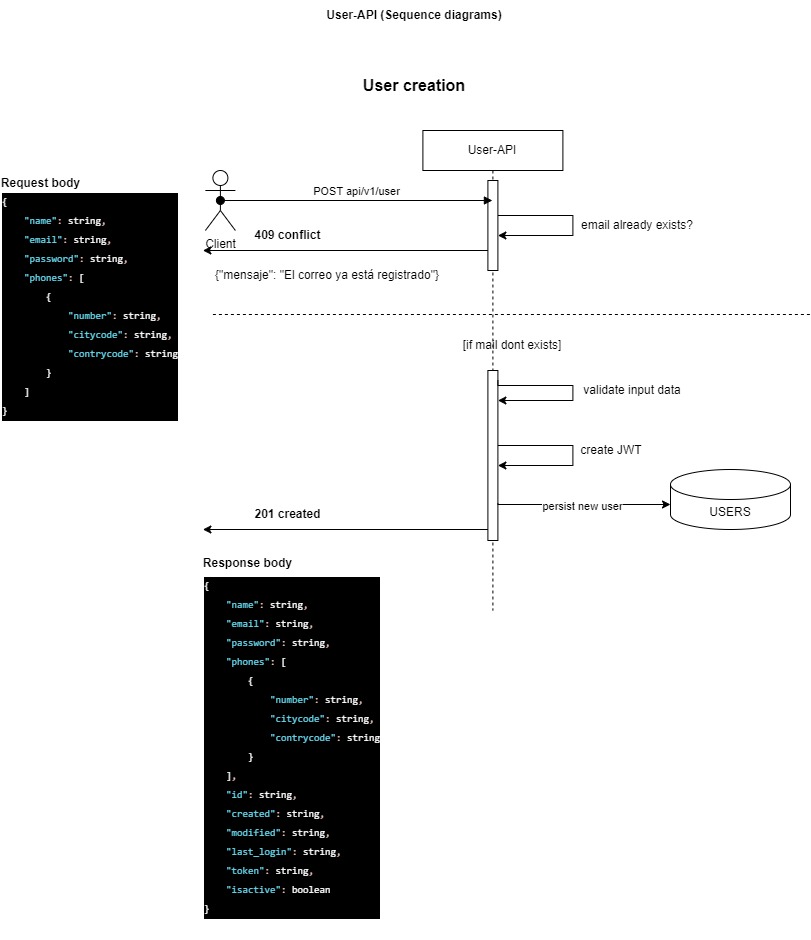 User-API (Sequence diagrams)
User creation
User-API
Request body
{
"name": string,
"email": string,
"password": string,
"phones": [
{
"number": string,
"citycode": string,
"contrycode": string
}
]
}
Client
POST api/v1/user
email already exists?
409 conflict
{"mensaje": "El correo ya está registrado"}
[if mail dont exists]
validate input data
create JWT
persist new user
USERS
201 created
Response body
{
"name": string,
"email": string,
"password": string,
"phones": [
{
"number": string,
"citycode": string,
"contrycode": string
}
],
"id": string,
"created": string,
"modified": string,
"last_login": string,
"token": string,
"isactive": boolean
}